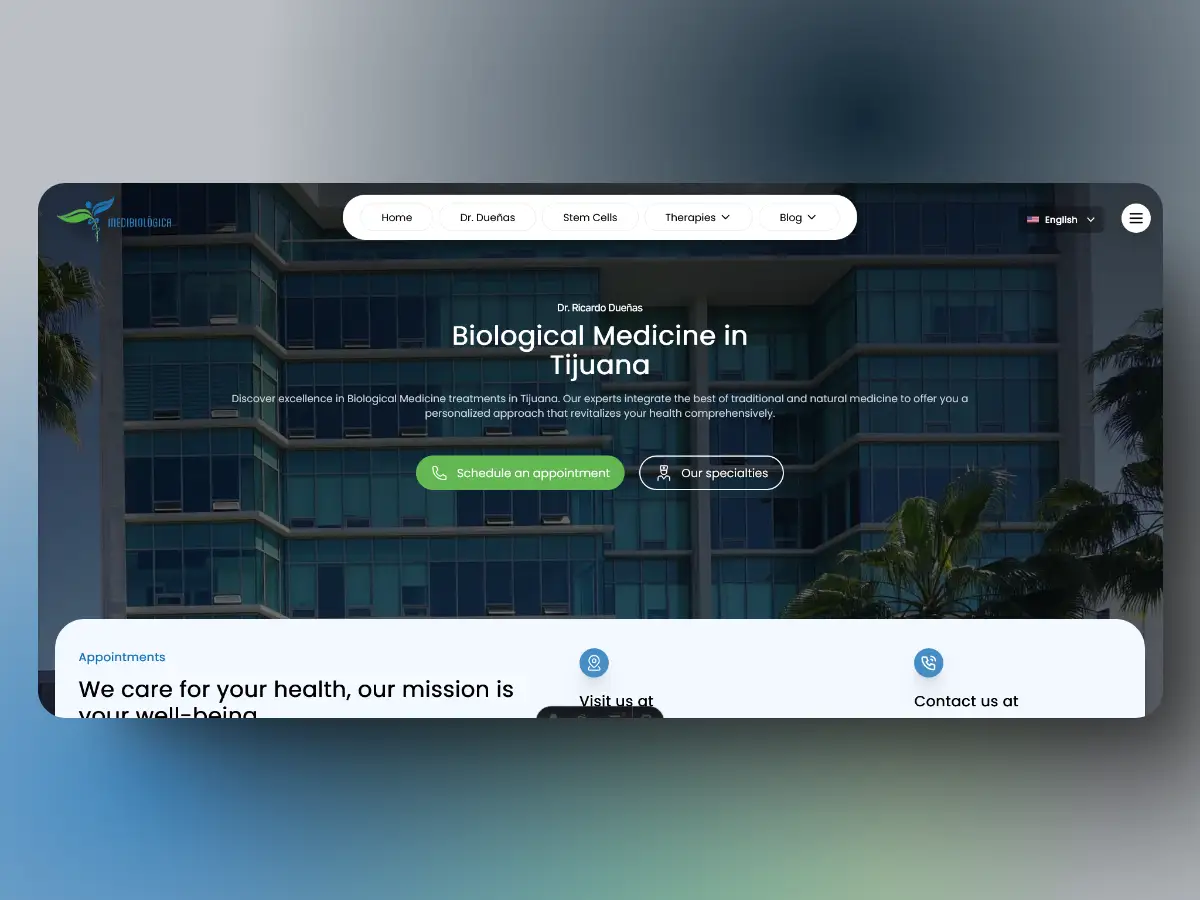 MEDIBIOLÓGICA
Home
Dr. Dueñas
Stem Cells
Therapies
Blog
English
Dr. Ricardo Dueñas
Biological Medicine in
Tijuana
Discover excellence in Biological Medicine treatments in Tijuana. Our experts integrate the best of traditional and natural medicine to offer you a
personalized approach that revitalizes your health comprehensively.
Schedule an appointment
Our specialties
Appointments
We care for your health, our mission is
your well-being
Visit us at
Contact us at